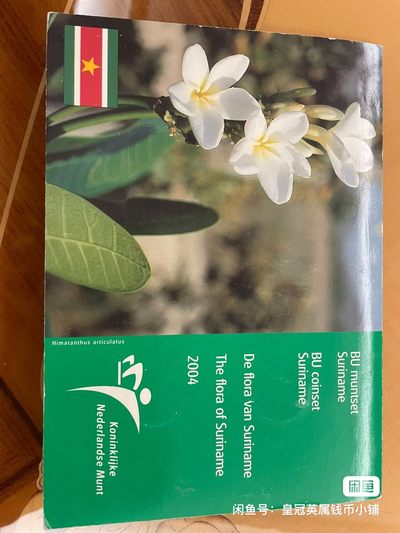 Himatanthus articulatus
BU muntset
Suriname
BU coinset
Suriname
De flora van Suriname
The flora of Suriname
2004
Koninklijke
Nederlandse Munt
闲鱼
闲鱼号：皇冠英属钱币小铺